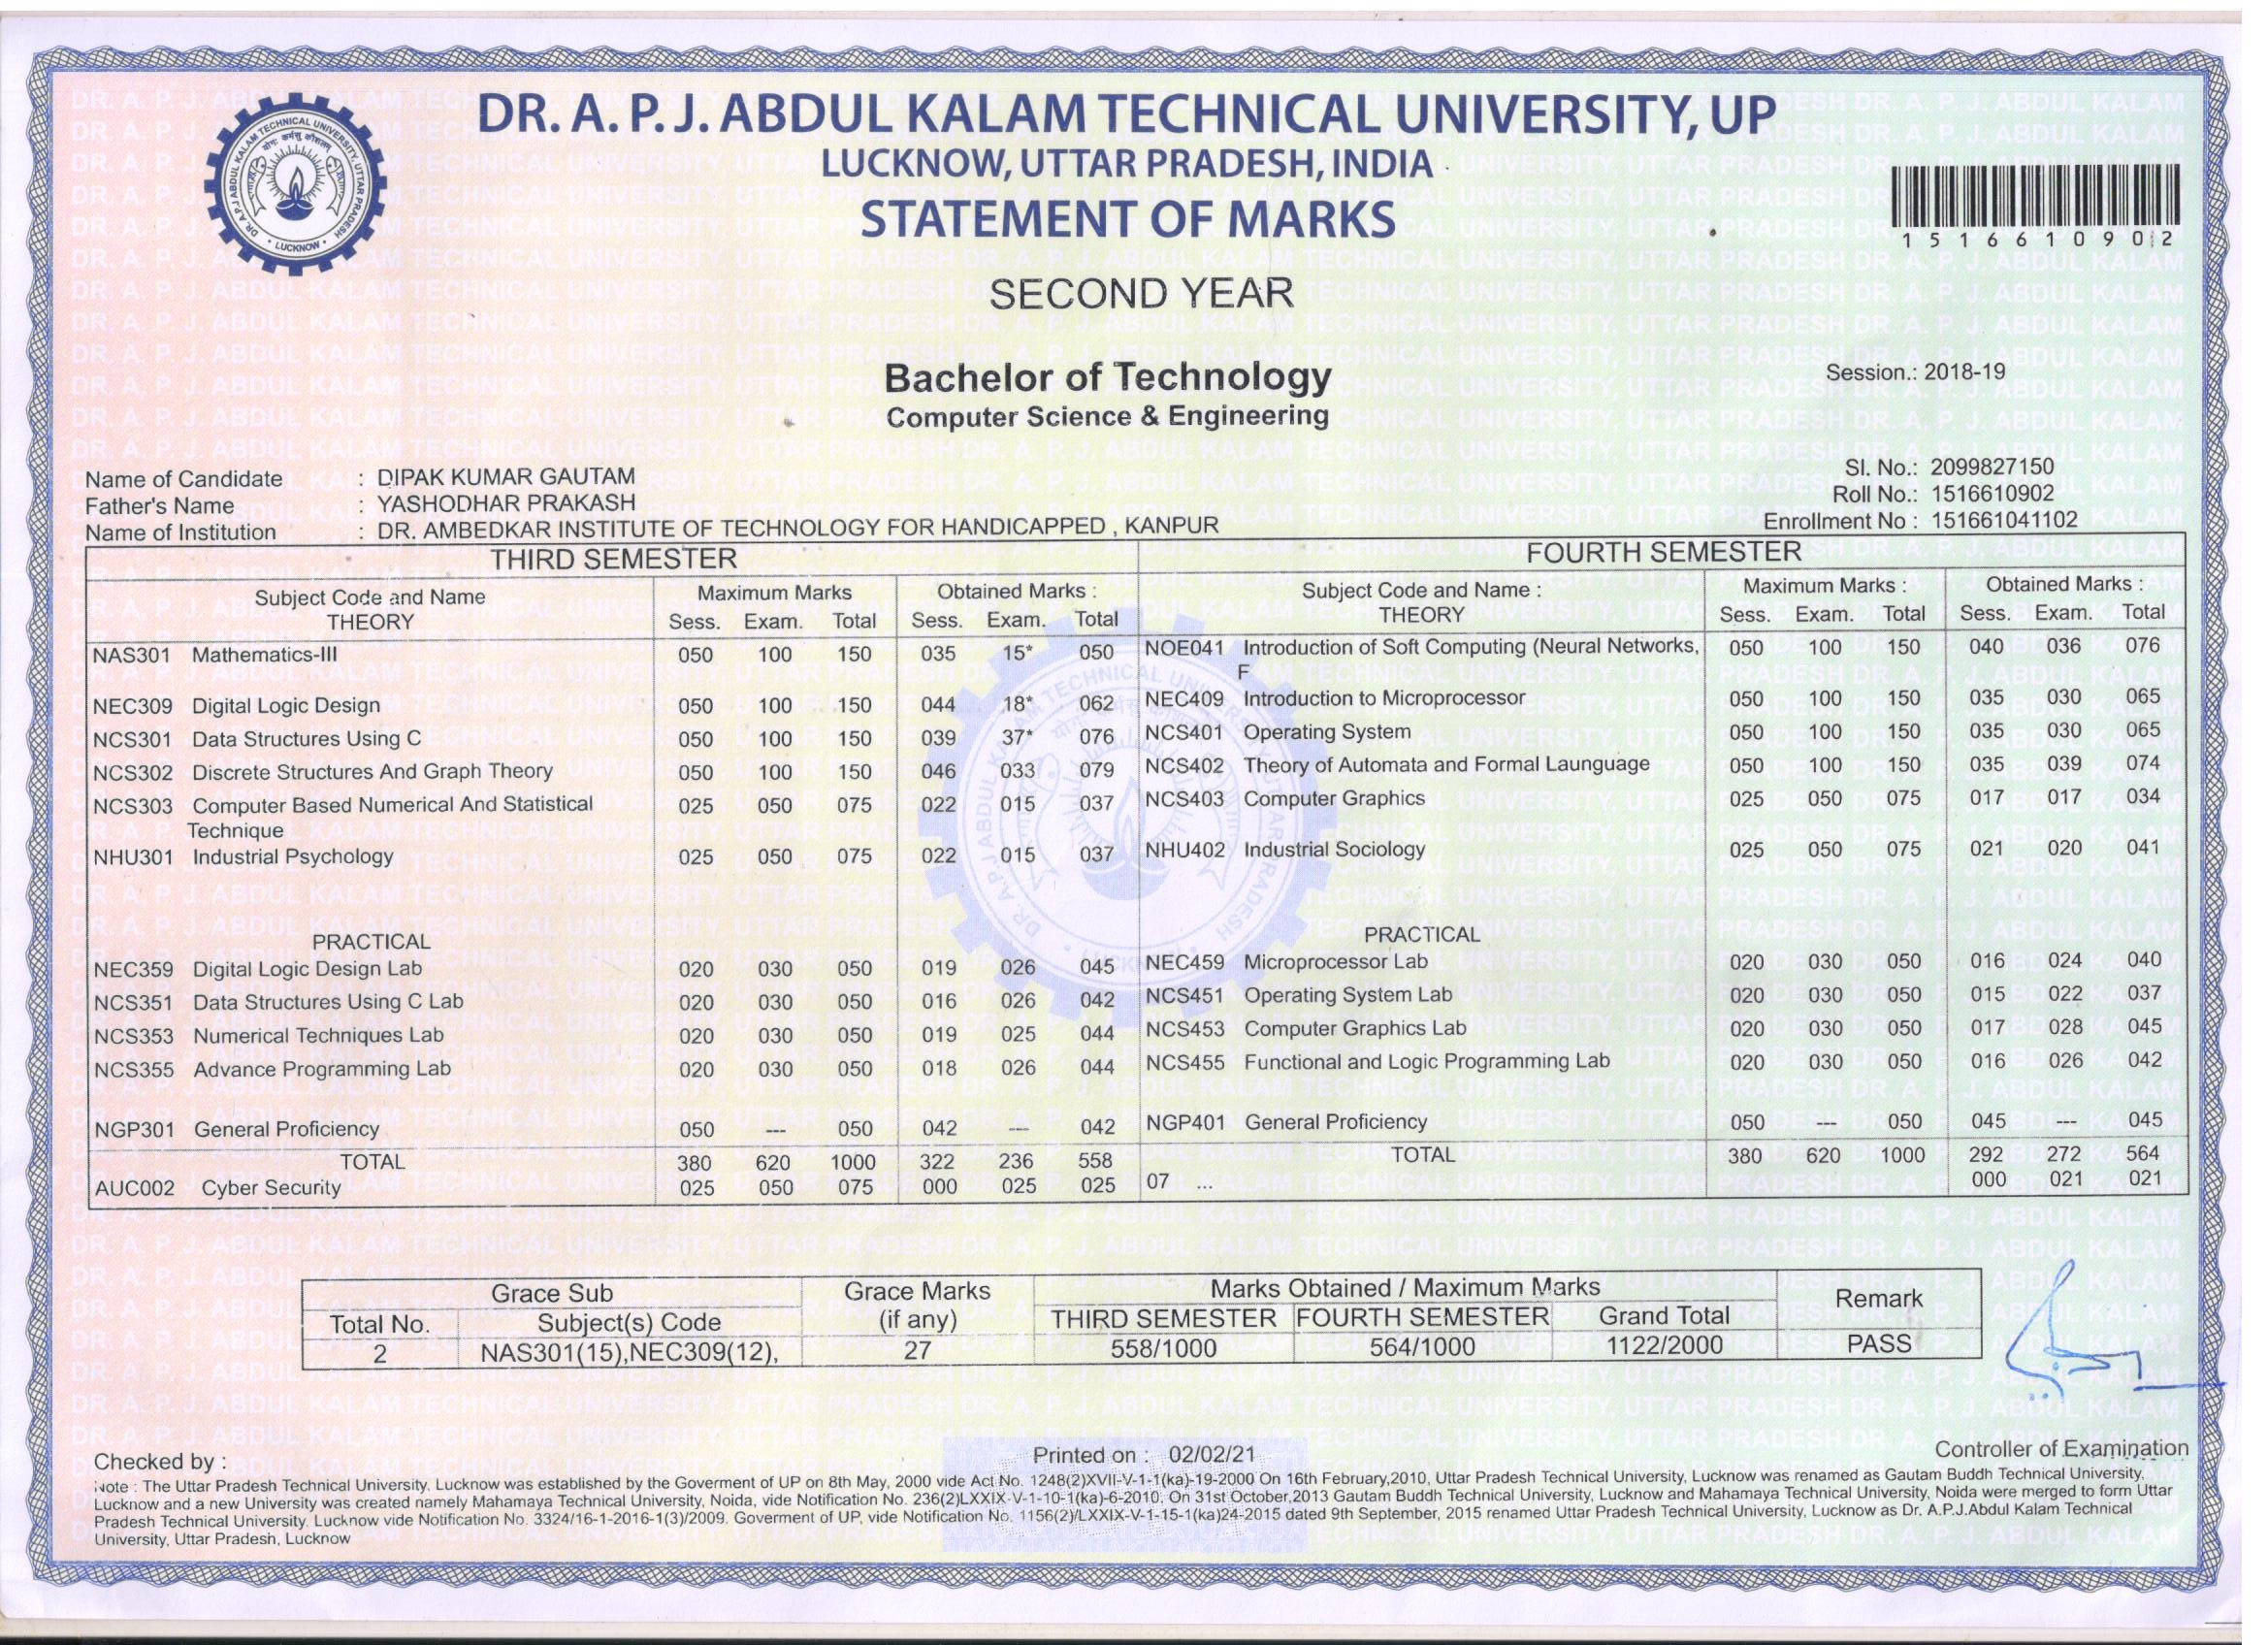 DR. A. P. J. ABDUL KALAM TECHNICAL UNIVERSITY, UP
LUCKNOW, UTTAR PRADESH, INDIA
STATEMENT OF MARKS
1516610902
SECOND YEAR
Bachelor of Technology
Computer Science & Engineering
Session.: 2018-19
Sl. No.: 2099827150
Roll No.: 1516610902
Enrollment No : 151661041102
Name of Candidate : DIPAK KUMAR GAUTAM
Father's Name : YASHODHAR PRAKASH
Name of Institution : DR. AMBEDKAR INSTITUTE OF TECHNOLOGY FOR HANDICAPPED , KANPUR
THIRD SEMESTER
Subject Code and Name Maximum Marks Obtained Marks :
THEORY Sess. Exam. Total Sess. Exam. Total
NAS301 Mathematics-III 050 100 150 035 15* 050
NEC309 Digital Logic Design 050 100 150 044 18* 062
NCS301 Data Structures Using C 050 100 150 039 37* 076
NCS302 Discrete Structures And Graph Theory 050 100 150 046 033 079
NCS303 Computer Based Numerical And Statistical 025 050 075 022 015 037
Technique
NHU301 Industrial Psychology 025 050 075 022 015 037
PRACTICAL
NEC359 Digital Logic Design Lab 020 030 050 019 026 045
NCS351 Data Structures Using C Lab 020 030 050 016 026 042
NCS353 Numerical Techniques Lab 020 030 050 019 025 044
NCS355 Advance Programming Lab 020 030 050 018 026 044
NGP301 General Proficiency 050 --- 050 042 --- 042
TOTAL 380 620 1000 322 236 558
AUC002 Cyber Security 025 050 075 000 025 025
FOURTH SEMESTER
Subject Code and Name : Maximum Marks : Obtained Marks :
THEORY Sess. Exam. Total Sess. Exam. Total
NOE041 Introduction of Soft Computing (Neural Networks, 050 100 150 040 036 076
F
NEC409 Introduction to Microprocessor 050 100 150 035 030 065
NCS401 Operating System 050 100 150 035 030 065
NCS402 Theory of Automata and Formal Launguage 050 100 150 035 039 074
NCS403 Computer Graphics 025 050 075 017 017 034
NHU402 Industrial Sociology 025 050 075 021 020 041
PRACTICAL
NEC459 Microprocessor Lab 020 030 050 016 024 040
NCS451 Operating System Lab 020 030 050 015 022 037
NCS453 Computer Graphics Lab 020 030 050 017 028 045
NCS455 Functional and Logic Programming Lab 020 030 050 016 026 042
NGP401 General Proficiency 050 --- 050 045 --- 045
TOTAL 380 620 1000 292 272 564
07 ... 000 021 021
Grace Sub Grace Marks Marks Obtained / Maximum Marks Remark
Total No. Subject(s) Code (if any) THIRD SEMESTER FOURTH SEMESTER Grand Total
2 NAS301(15),NEC309(12), 27 558/1000 564/1000 1122/2000 PASS
Checked by :
Printed on : 02/02/21
Controller of Examination
Note : The Uttar Pradesh Technical University, Lucknow was established by the Goverment of UP on 8th May, 2000 vide Act No. 1248(2)XVII-V-1-1(ka)-19-2000 On 16th February,2010, Uttar Pradesh Technical University, Lucknow was renamed as Gautam Buddh Technical University,
Lucknow and a new University was created namely Mahamaya Technical University, Noida, vide Notification No. 236(2)LXXIX-V-1-10-1(ka)-6-2010. On 31st October,2013 Gautam Buddh Technical University, Lucknow and Mahamaya Technical University, Noida were merged to form Uttar
Pradesh Technical University. Lucknow vide Notification No. 3324/16-1-2016-1(3)/2009. Goverment of UP, vide Notification No. 1156(2)/LXXIX-V-1-15-1(ka)24-2015 dated 9th September, 2015 renamed Uttar Pradesh Technical University, Lucknow as Dr. A.P.J.Abdul Kalam Technical
University, Uttar Pradesh, Lucknow